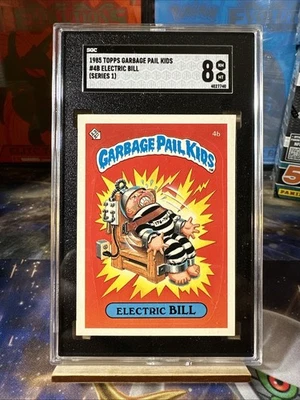 SGC
1985 TOPPS GARBAGE PAIL KIDS
#4B ELECTRIC BILL
(SERIES 1)
8 NM
MT
4b
GARBAGE PAIL KIDS
ELECTRIC BILL
PANINI